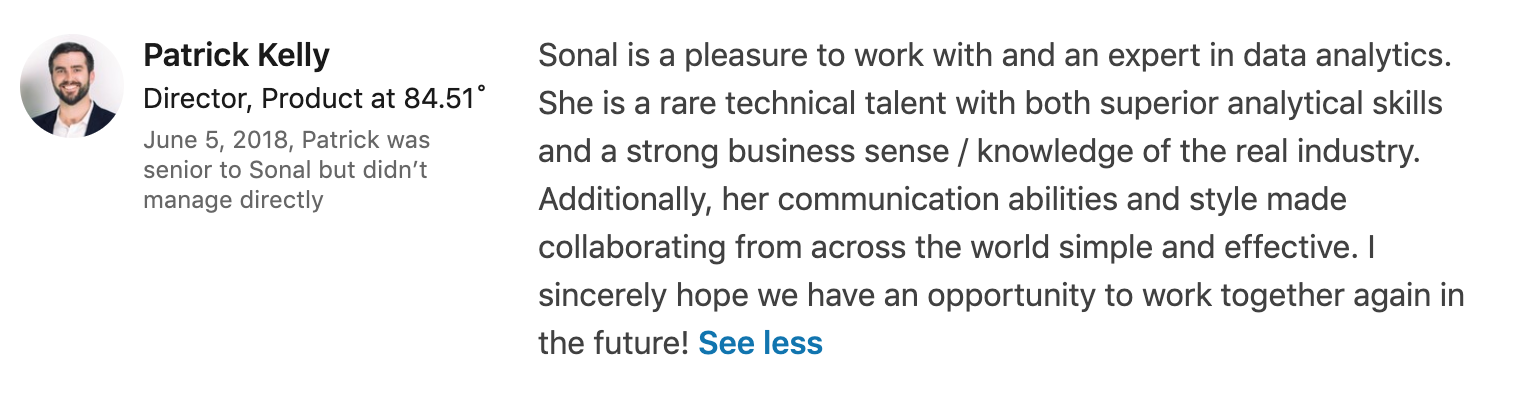 Patrick Kelly
Director, Product at 84.51˚
June 5, 2018, Patrick was
senior to Sonal but didn’t
manage directly
Sonal is a pleasure to work with and an expert in data analytics.
She is a rare technical talent with both superior analytical skills
and a strong business sense / knowledge of the real industry.
Additionally, her communication abilities and style made
collaborating from across the world simple and effective. I
sincerely hope we have an opportunity to work together again in
the future! See less